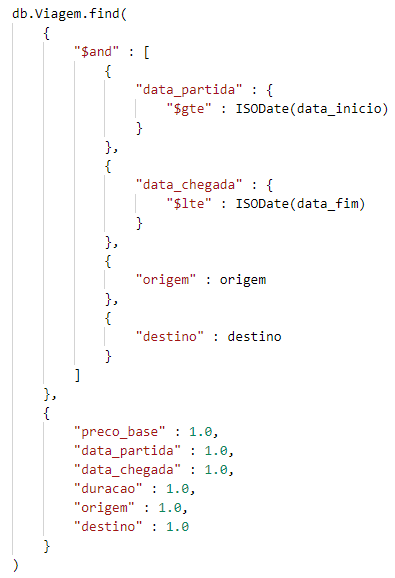 db.Viagem.find(
    {
        "$and" : [
            {
                "data_partida" : {
                    "$gte" : ISODate(data_inicio)
                }
            },
            {
                "data_chegada" : {
                    "$lte" : ISODate(data_fim)
                }
            },
            {
                "origem" : origem
            },
            {
                "destino" : destino
            }
        ]
    },
    {
        "preco_base" : 1.0,
        "data_partida" : 1.0,
        "data_chegada" : 1.0,
        "duracao" : 1.0,
        "origem" : 1.0,
        "destino" : 1.0
    }
)